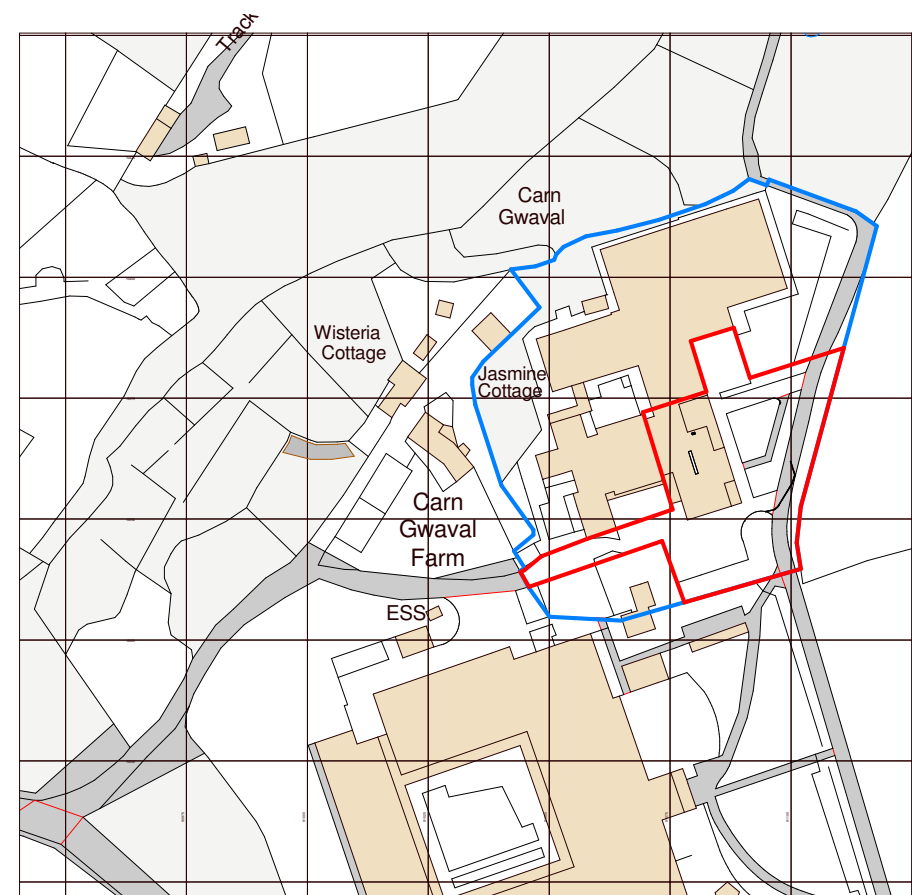 Track
Carn
Gwaval
Wisteria
Cottage
Jasmine
Cottage
Carn
Gwaval
Farm
ESS